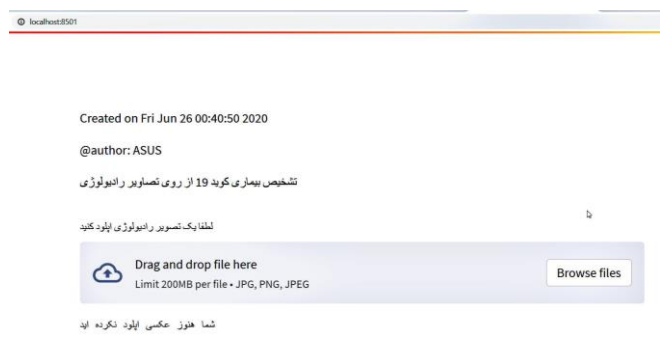 localhost:8501
Created on Fri Jun 26 00:40:50 2020
@author: ASUS
تشخیص بیماری کوید 19 از روی تصاویر رادیولوژی
لطفا یک تصویر رادیولوژی اپلود کنید
Drag and drop file here
Limit 200MB per file • JPG, PNG, JPEG
Browse files
شما هنوز عکسی اپلود نکرده اید